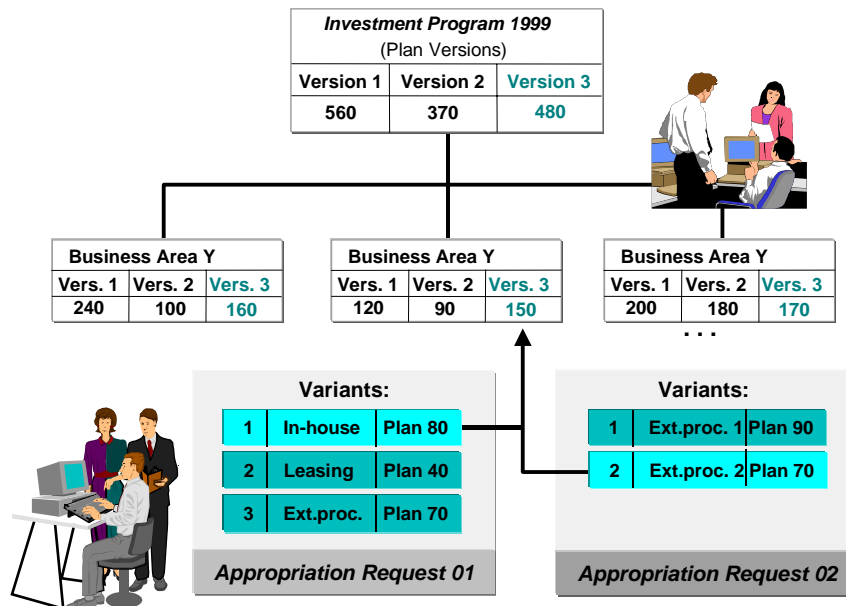 Investment Program 1999
(Plan Versions)
Version 1 Version 2 Version 3
560 370 480
Business Area Y
Vers. 1 Vers. 2 Vers. 3
240 100 160
Business Area Y
Vers. 1 Vers. 2 Vers. 3
120 90 150
Business Area Y
Vers. 1 Vers. 2 Vers. 3
200 180 170
. . .
Variants:
1 In-house Plan 80
2 Leasing Plan 40
3 Ext.proc. Plan 70
Appropriation Request 01
Variants:
1 Ext.proc. 1 Plan 90
2 Ext.proc. 2 Plan 70
Appropriation Request 02